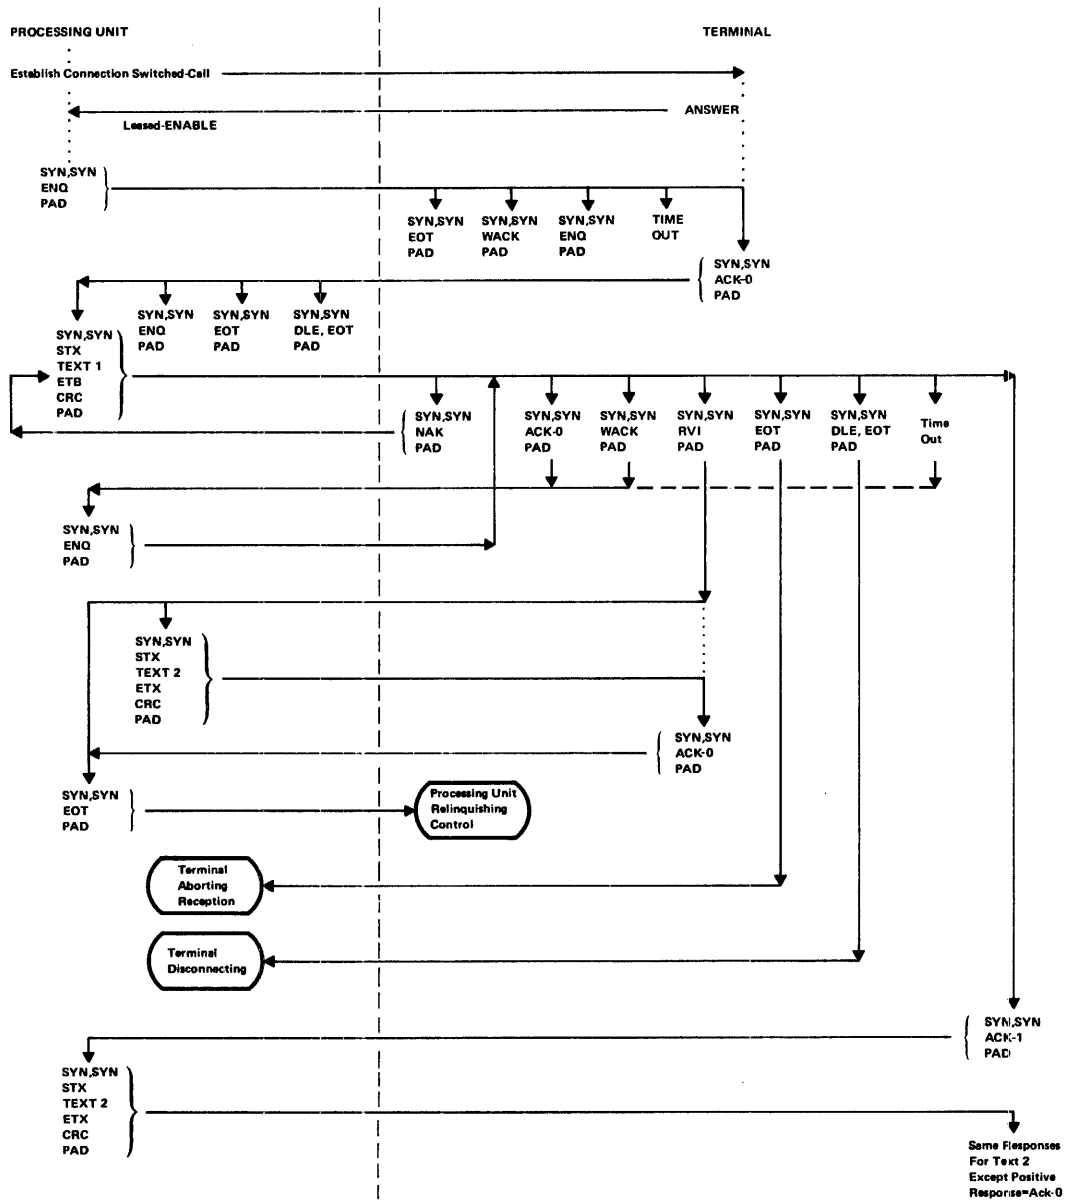 PROCESSING UNIT
TERMINAL
Establish Connection Switched-Call
ANSWER
Leased-ENABLE
SYN,SYN
ENQ
PAD
SYN,SYN
EOT
PAD
SYN,SYN
WACK
PAD
SYN,SYN
ENQ
PAD
TIME
OUT
SYN,SYN
ACK-0
PAD
SYN,SYN
ENQ
PAD
SYN,SYN
EOT
PAD
SYN,SYN
DLE, EOT
PAD
SYN,SYN
STX
TEXT 1
ETB
CRC
PAD
SYN,SYN
NAK
PAD
SYN,SYN
ACK-0
PAD
SYN,SYN
WACK
PAD
SYN,SYN
RVI
PAD
SYN,SYN
EOT
PAD
SYN,SYN
DLE, EOT
PAD
Time
Out
SYN,SYN
ENQ
PAD
SYN,SYN
STX
TEXT 2
ETX
CRC
PAD
SYN,SYN
ACK-0
PAD
SYN,SYN
EOT
PAD
Processing Unit
Relinquishing
Control
Terminal
Aborting
Reception
Terminal
Disconnecting
SYN,SYN
ACK-1
PAD
SYN,SYN
STX
TEXT 2
ETX
CRC
PAD
Same Responses
For Text 2
Except Positive
Response=Ack-0